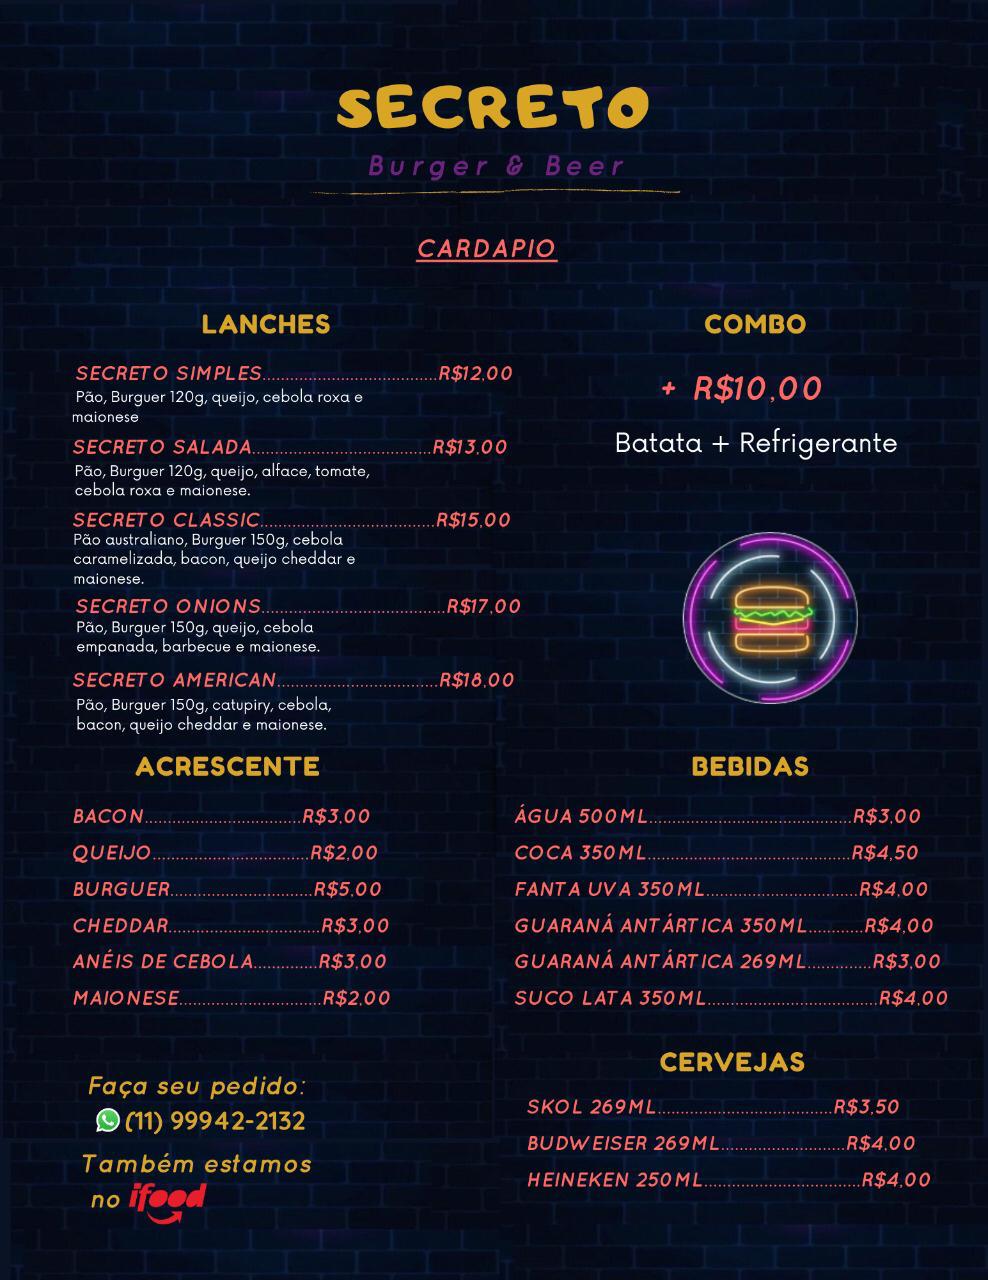 SECRETO
Burger & Beer
CARDAPIO
LANCHES
SECRETO SIMPLES.......................................R$12,00
Pão, Burguer 120g, queijo, cebola roxa e
maionese
SECRETO SALADA........................................R$13,00
Pão, Burguer 120g, queijo, alface, tomate,
cebola roxa e maionese.
SECRETO CLASSIC.......................................R$15,00
Pão australiano, Burguer 150g, cebola
caramelizada, bacon, queijo cheddar e
maionese.
SECRETO ONIONS.........................................R$17,00
Pão, Burguer 150g, queijo, cebola
empanada, barbecue e maionese.
SECRETO AMERICAN....................................R$18,00
Pão, Burguer 150g, catupiry, cebola,
bacon, queijo cheddar e maionese.
COMBO
+ R$10,00
Batata + Refrigerante
ACRESCENTE
BACON..................................R$3,00
QUEIJO..................................R$2,00
BURGUER...............................R$5,00
CHEDDAR.................................R$3,00
ANÉIS DE CEBOLA..............R$3,00
MAIONESE...............................R$2,00
BEBIDAS
ÁGUA 500ML............................................R$3,00
COCA 350ML............................................R$4,50
FANTA UVA 350ML.................................R$4,00
GUARANÁ ANTÁRTICA 350ML............R$4,00
GUARANÁ ANTÁRTICA 269ML..............R$3,00
SUCO LATA 350ML.....................................R$4,00
CERVEJAS
SKOL 269ML......................................R$3,50
BUDWEISER 269ML...........................R$4,00
HEINEKEN 250ML..................................R$4,00
Faça seu pedido:
(11) 99942-2132
Também estamos
no ifood